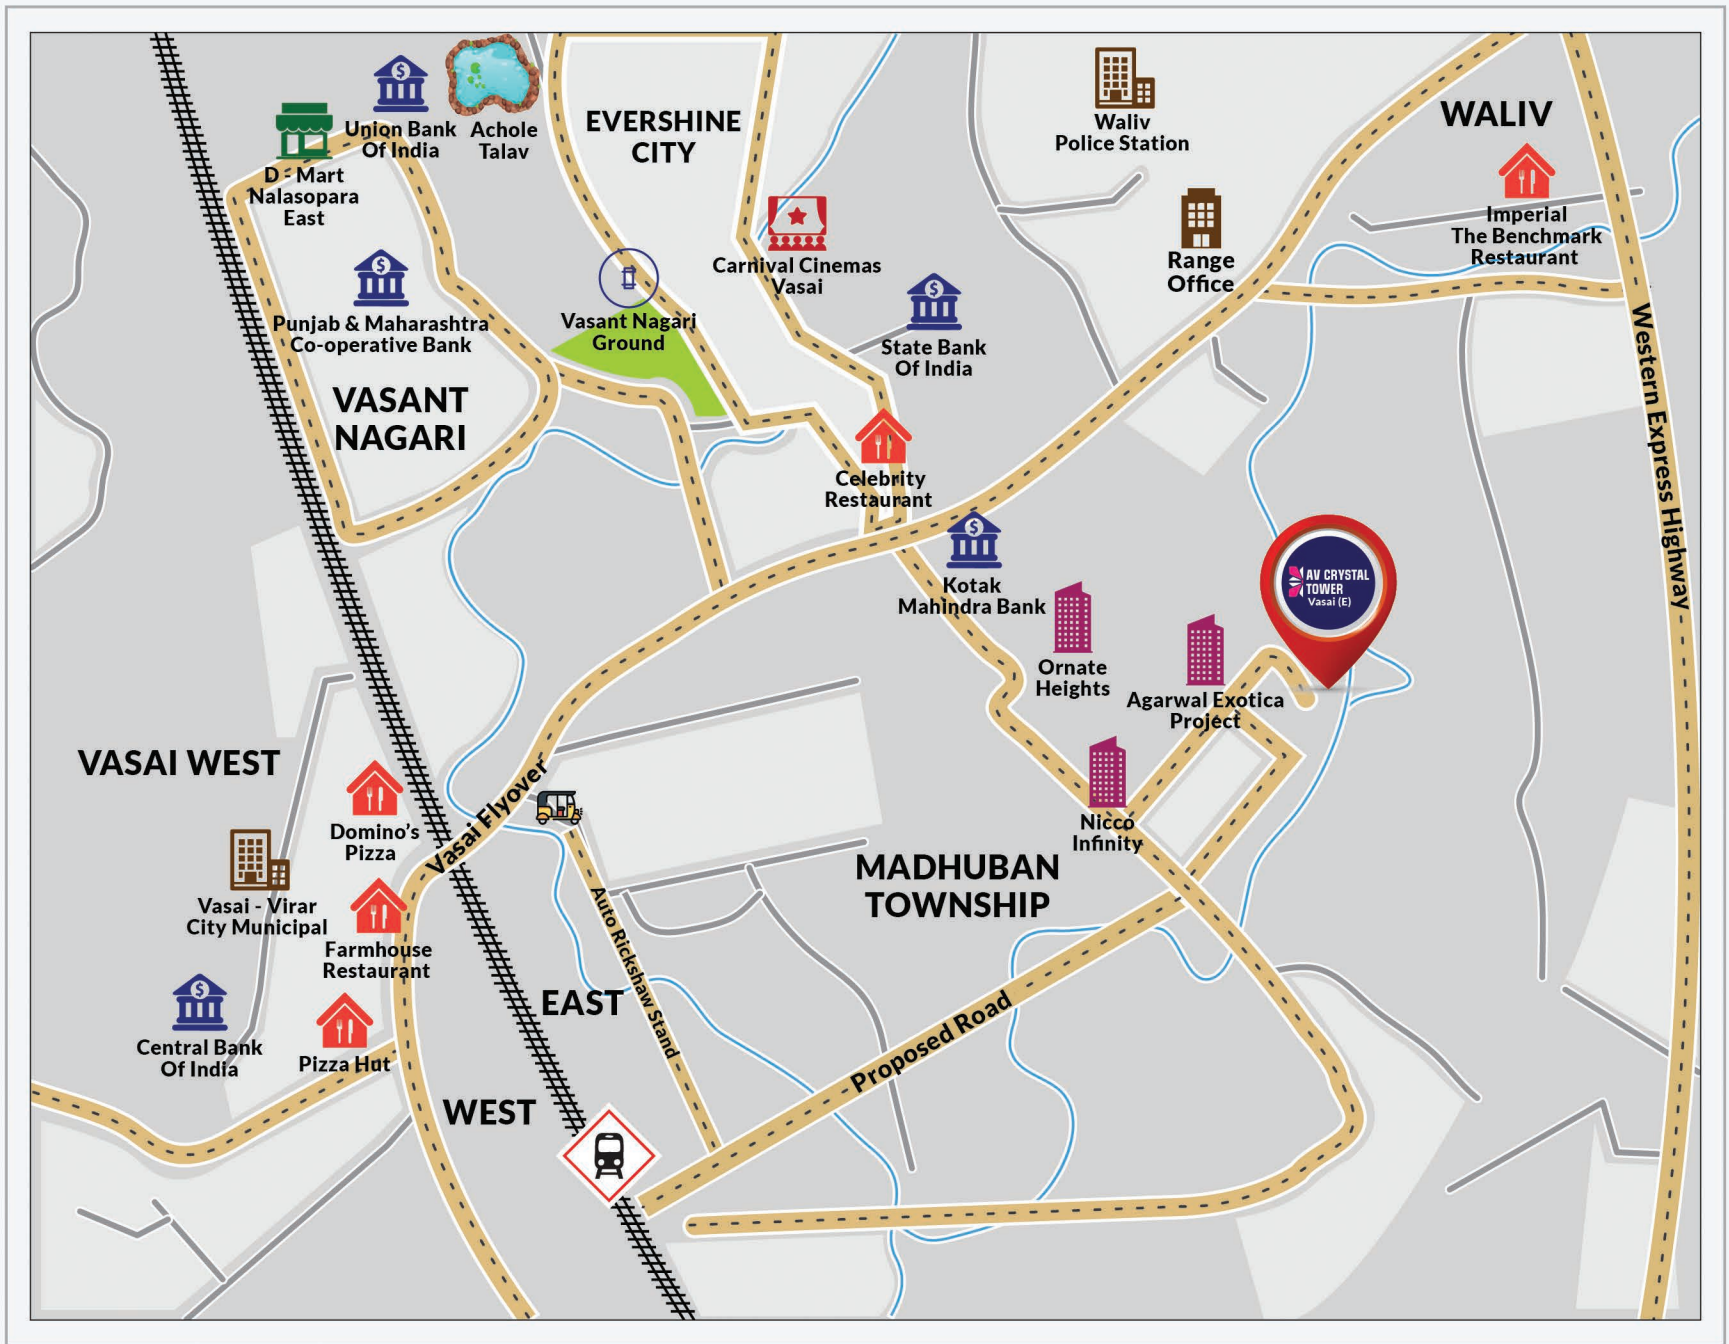 Union Bank
Of India
Achole
Talav
D - Mart
Nalasopara
East
EVERSHINE
CITY
Waliv
Police Station
WALIV
Imperial
The Benchmark
Restaurant
Range
Office
Carnival Cinemas
Vasai
Punjab & Maharashtra
Co-operative Bank
Vasant Nagari
Ground
State Bank
Of India
VASANT
NAGARI
Western Express Highway
Celebrity
Restaurant
Kotak
Mahindra Bank
AV CRYSTAL
TOWER
Vasai (E)
Ornate
Heights
Agarwal Exotica
Project
VASAI WEST
Domino's
Pizza
Vasai Flyover
Nicco
Infinity
MADHUBAN
TOWNSHIP
Vasai - Virar
City Municipal
Farmhouse
Restaurant
Auto Rickshaw Stand
EAST
Central Bank
Of India
Pizza Hut
Proposed Road
WEST